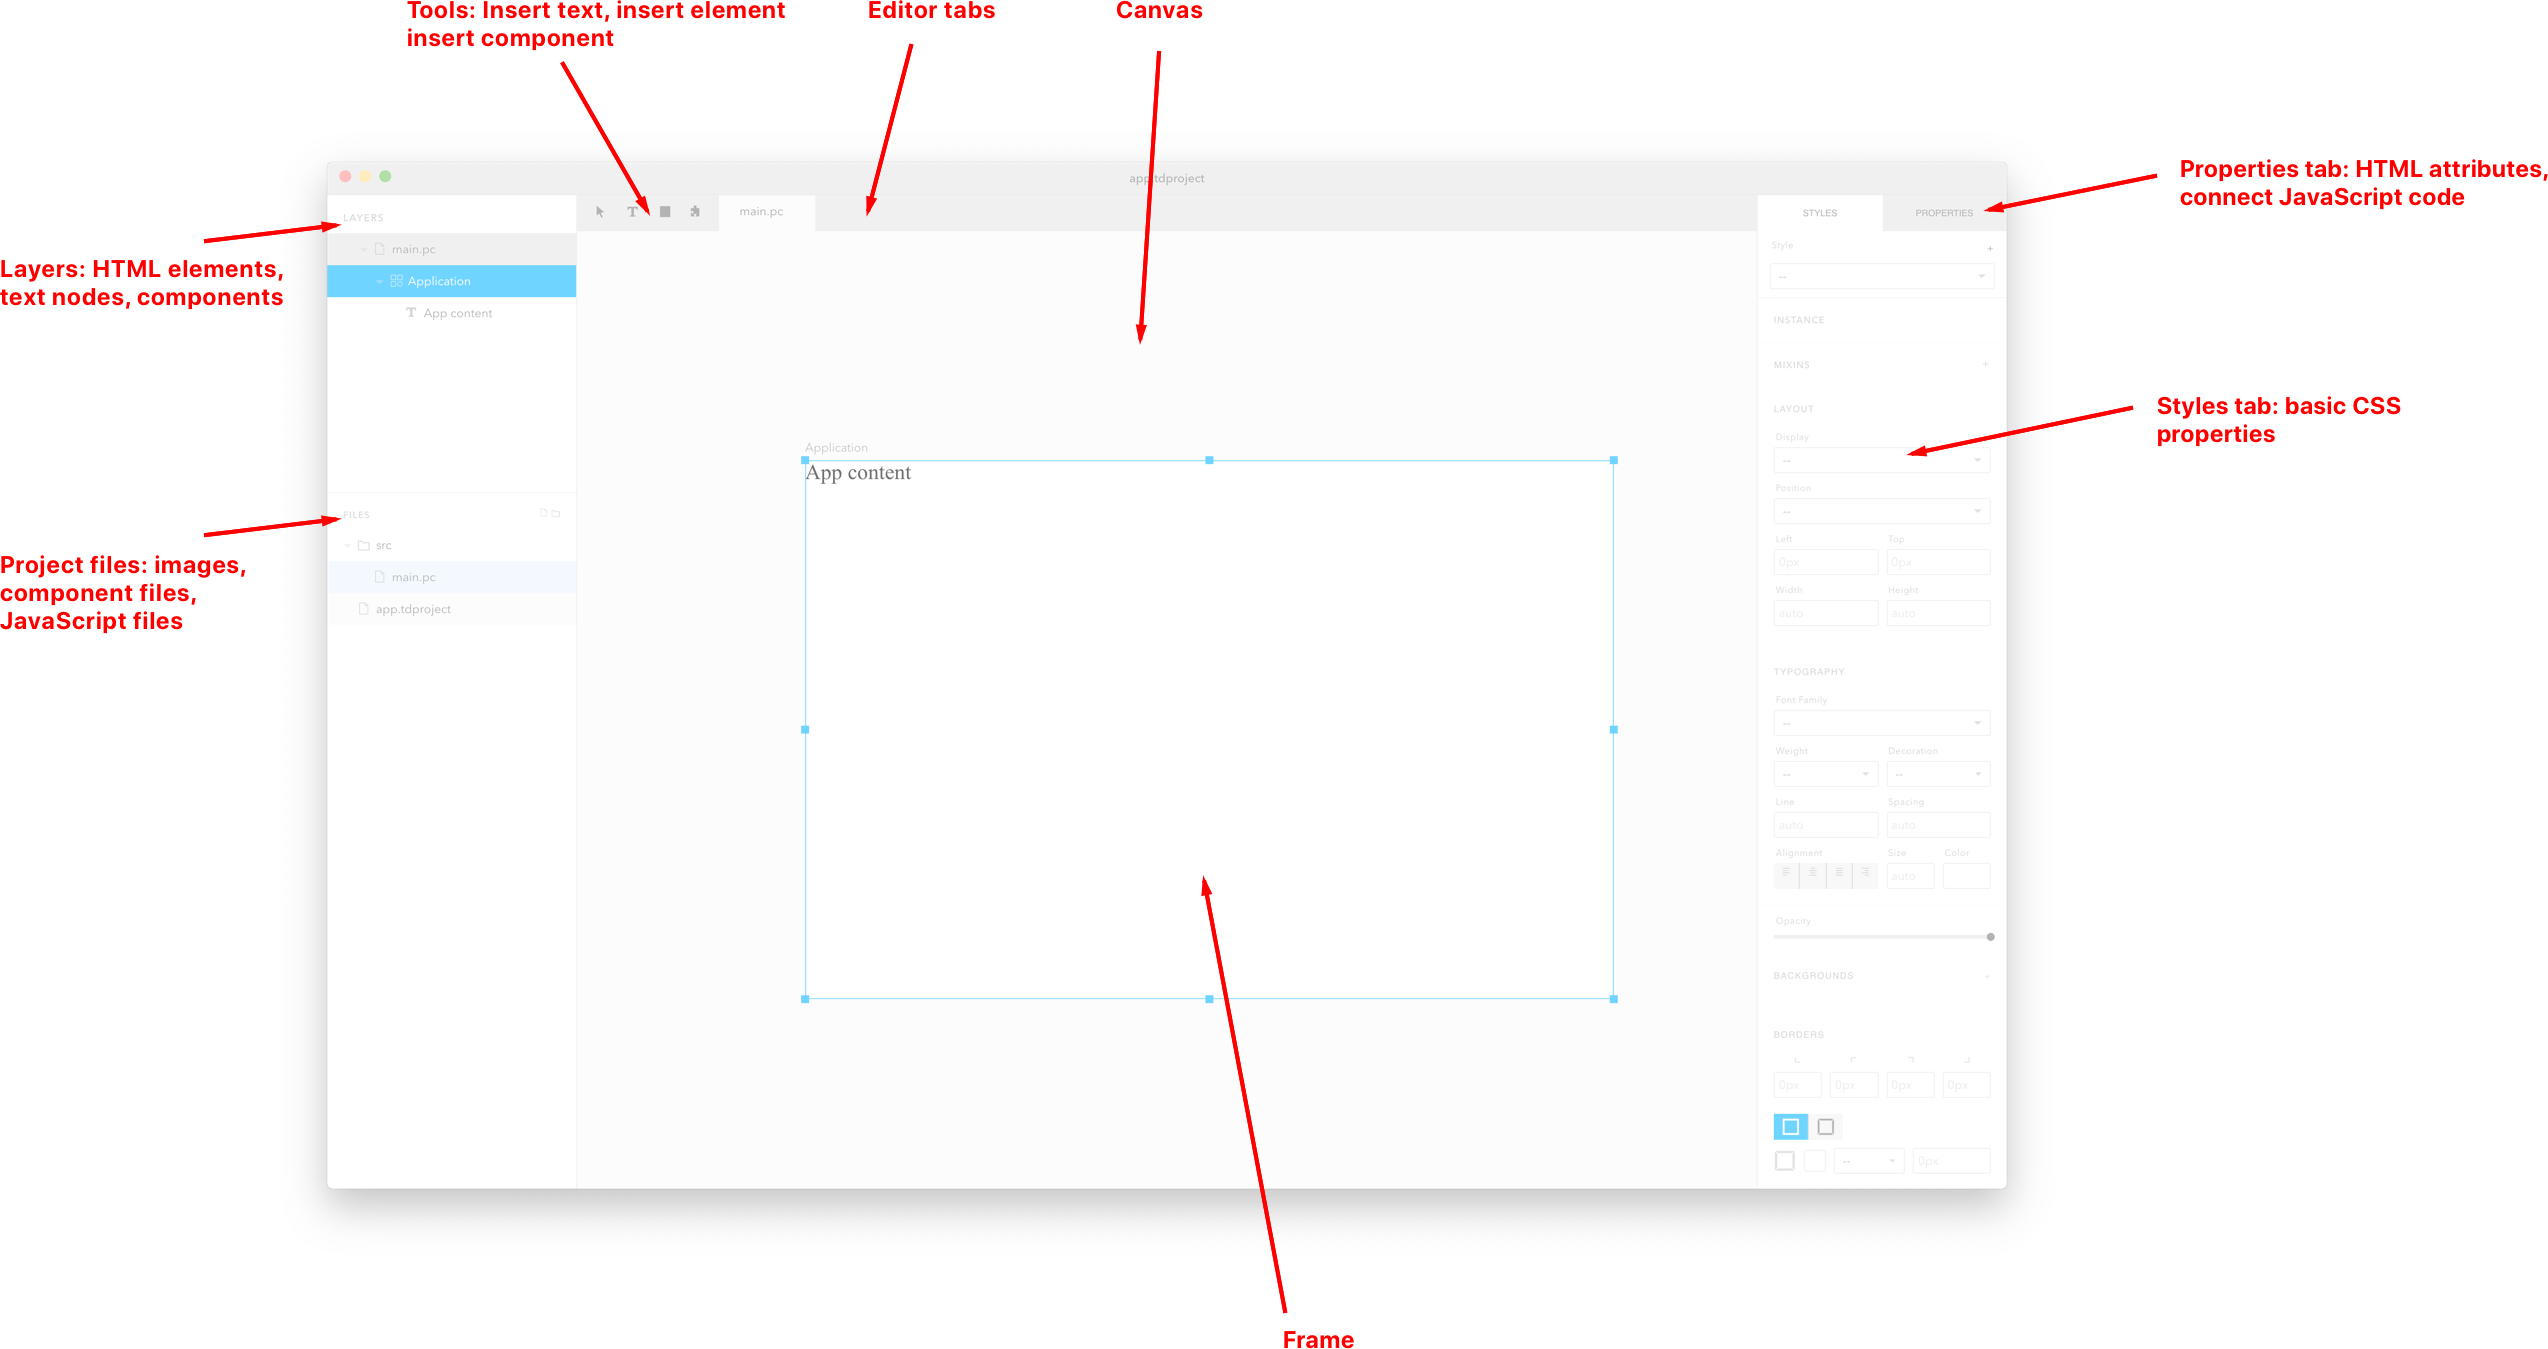 Tools: Insert text, insert element
insert component
Editor tabs
Canvas
Properties tab: HTML attributes,
connect JavaScript code
Layers: HTML elements,
text nodes, components
Styles tab: basic CSS
properties
Project files: images,
component files,
JavaScript files
Frame
app.tdproject
LAYERS
main.pc
Application
App content
FILES
src
main.pc
app.tdproject
main.pc
Application
App content
STYLES PROPERTIES
Style +
--
INSTANCE
MIXINS +
LAYOUT
Display
--
Position
--
Left Top
0px 0px
Width Height
auto auto
TYPOGRAPHY
Font Family
--
Weight Decoration
-- --
Line Spacing
auto auto
Alignment Size Color
auto
Opacity
BACKGROUNDS +
BORDERS
0px 0px 0px 0px
-- 0px